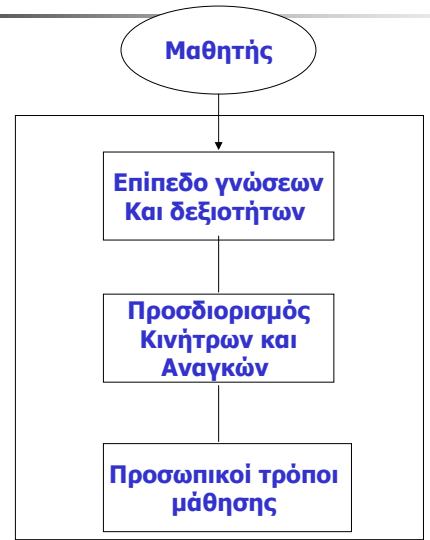 Μαθητής
Επίπεδο γνώσεων
Και δεξιοτήτων
Προσδιορισμός
Κινήτρων και
Αναγκών
Προσωπικοί τρόποι
μάθησης